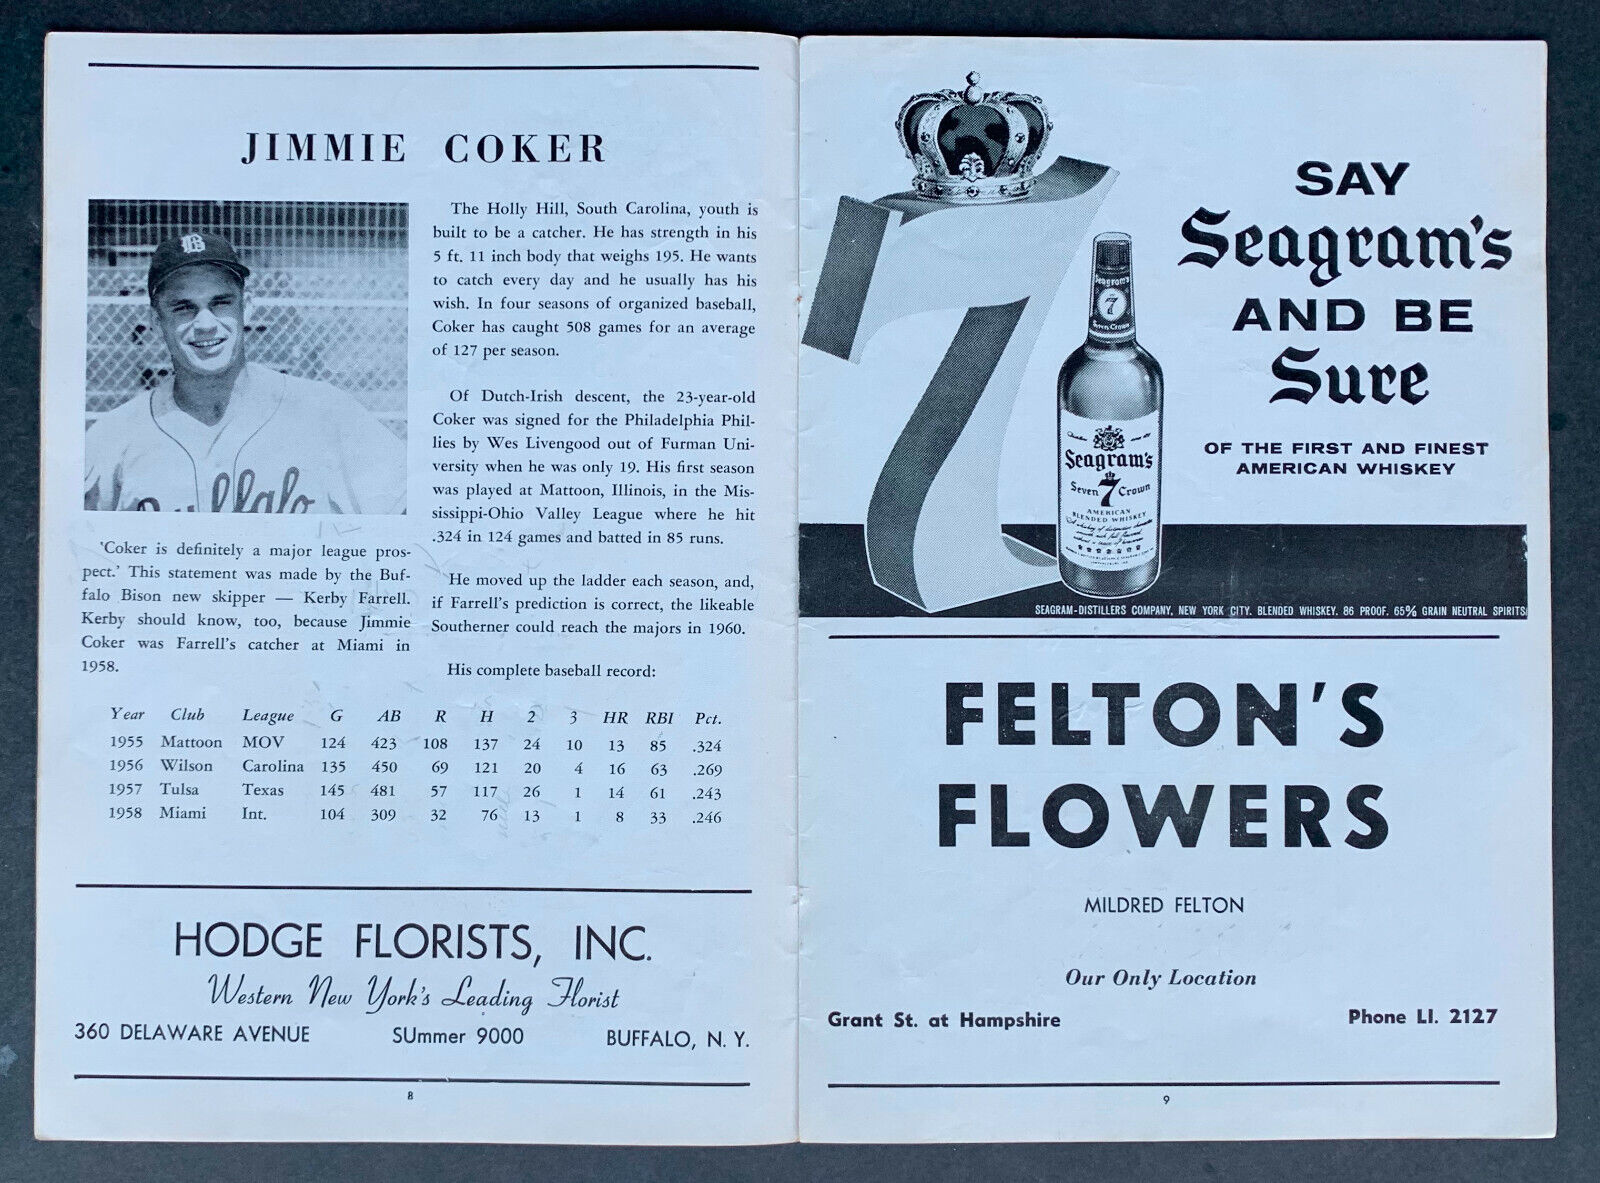 JIMMIE COKER
B
Buffalo
'Coker is definitely a major league pros-
pect.' This statement was made by the Buf-
falo Bison new skipper — Kerby Farrell.
Kerby should know, too, because Jimmie
Coker was Farrell's catcher at Miami in
1958.
The Holly Hill, South Carolina, youth is
built to be a catcher. He has strength in his
5 ft. 11 inch body that weighs 195. He wants
to catch every day and he usually has his
wish. In four seasons of organized baseball,
Coker has caught 508 games for an average
of 127 per season.
Of Dutch-Irish descent, the 23-year-old
Coker was signed for the Philadelphia Phil-
lies by Wes Livengood out of Furman Uni-
versity when he was only 19. His first season
was played at Mattoon, Illinois, in the Mis-
sissippi-Ohio Valley League where he hit
.324 in 124 games and batted in 85 runs.
He moved up the ladder each season, and,
if Farrell's prediction is correct, the likeable
Southerner could reach the majors in 1960.
His complete baseball record:
Year Club League G AB R H 2 3 HR RBI Pct.
1955 Mattoon MOV 124 423 108 137 24 10 13 85 .324
1956 Wilson Carolina 135 450 69 121 20 4 16 63 .269
1957 Tulsa Texas 145 481 57 117 26 1 14 61 .243
1958 Miami Int. 104 309 32 76 13 1 8 33 .246
HODGE FLORISTS, INC.
Western New York's Leading Florist
360 DELAWARE AVENUE SUmmer 9000 BUFFALO, N. Y.
8
7
SAY
Seagram's
AND BE
Sure
OF THE FIRST AND FINEST
AMERICAN WHISKEY
Seagram's
7
Seven Crown
Seagram's
Seven 7 Crown
AMERICAN
BLENDED WHISKEY
SEAGRAM-DISTILLERS COMPANY, NEW YORK CITY. BLENDED WHISKEY. 86 PROOF. 65% GRAIN NEUTRAL SPIRITS
FELTON'S
FLOWERS
MILDRED FELTON
Our Only Location
Grant St. at Hampshire Phone LI. 2127
9